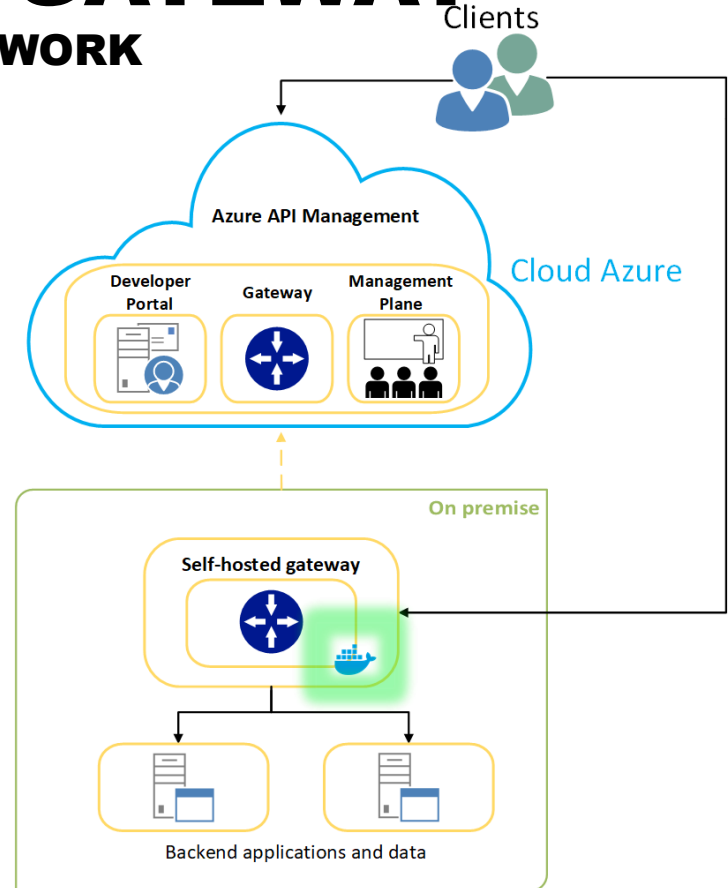 GATEWAY
WORK
Clients
Azure API Management
Cloud Azure
Developer
Portal
Gateway
Management
Plane
On premise
Self-hosted gateway
Backend applications and data